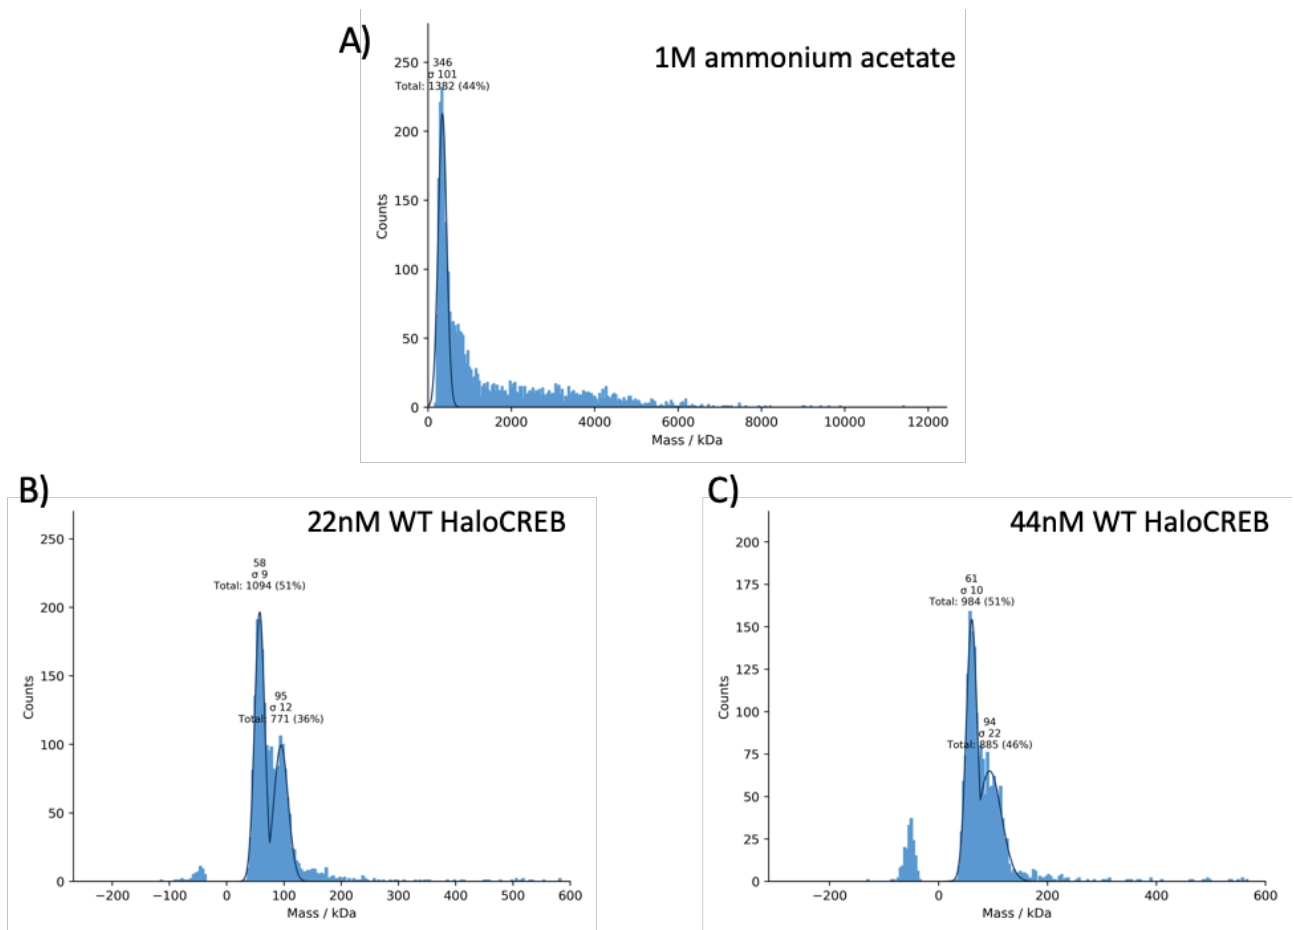 A)
1M ammonium acetate
346
σ 101
Total: 1382 (44%)
250
200
150
100
50
0
Counts
0 2000 4000 6000 8000 10000 12000
Mass / kDa
B)
22nM WT HaloCREB
58
σ 9
Total: 1094 (51%)
95
σ 12
Total: 771 (36%)
250
200
150
100
50
0
Counts
−200 −100 0 100 200 300 400 500 600
Mass / kDa
C)
44nM WT HaloCREB
61
σ 10
Total: 984 (51%)
94
σ 22
Total: 885 (46%)
200
175
150
125
100
75
50
25
0
Counts
−200 0 200 400 600
Mass / kDa